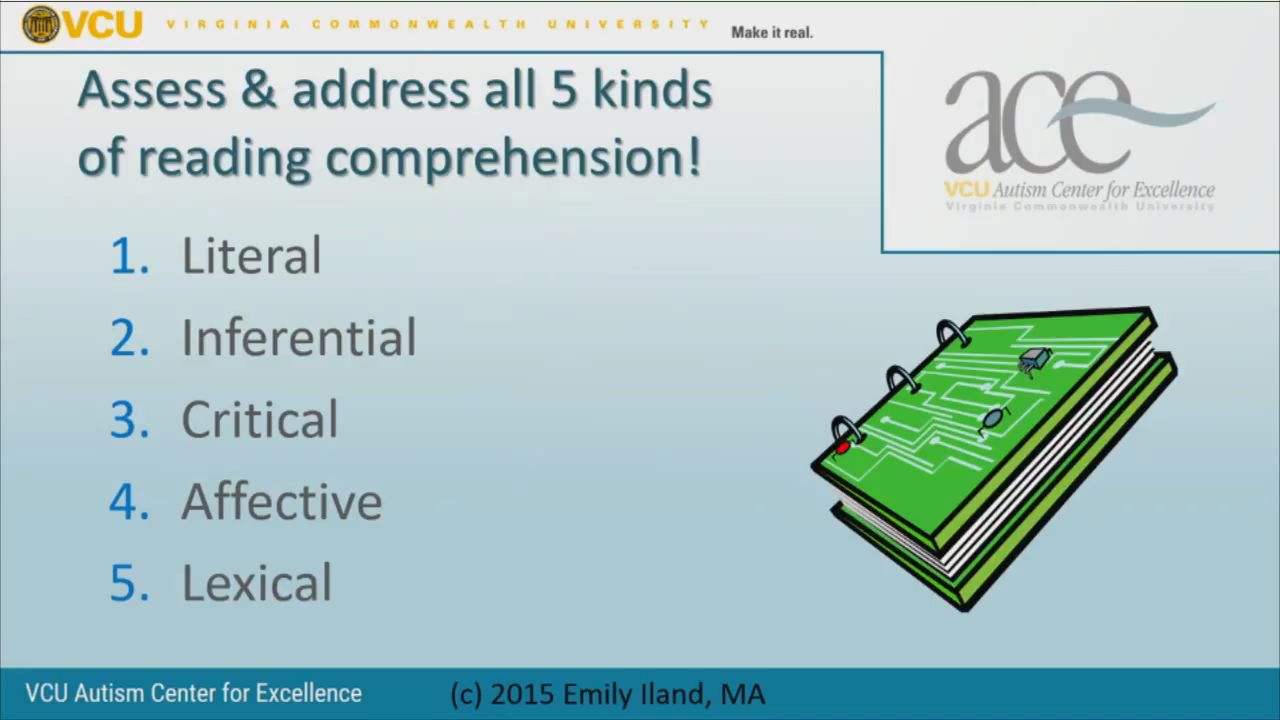 VCU VIRGINIA COMMONWEALTH UNIVERSITY Make it real.
Assess & address all 5 kinds
of reading comprehension!
ace
VCU Autism Center for Excellence
Virginia Commonwealth University
1. Literal
2. Inferential
3. Critical
4. Affective
5. Lexical
VCU Autism Center for Excellence (c) 2015 Emily Iland, MA